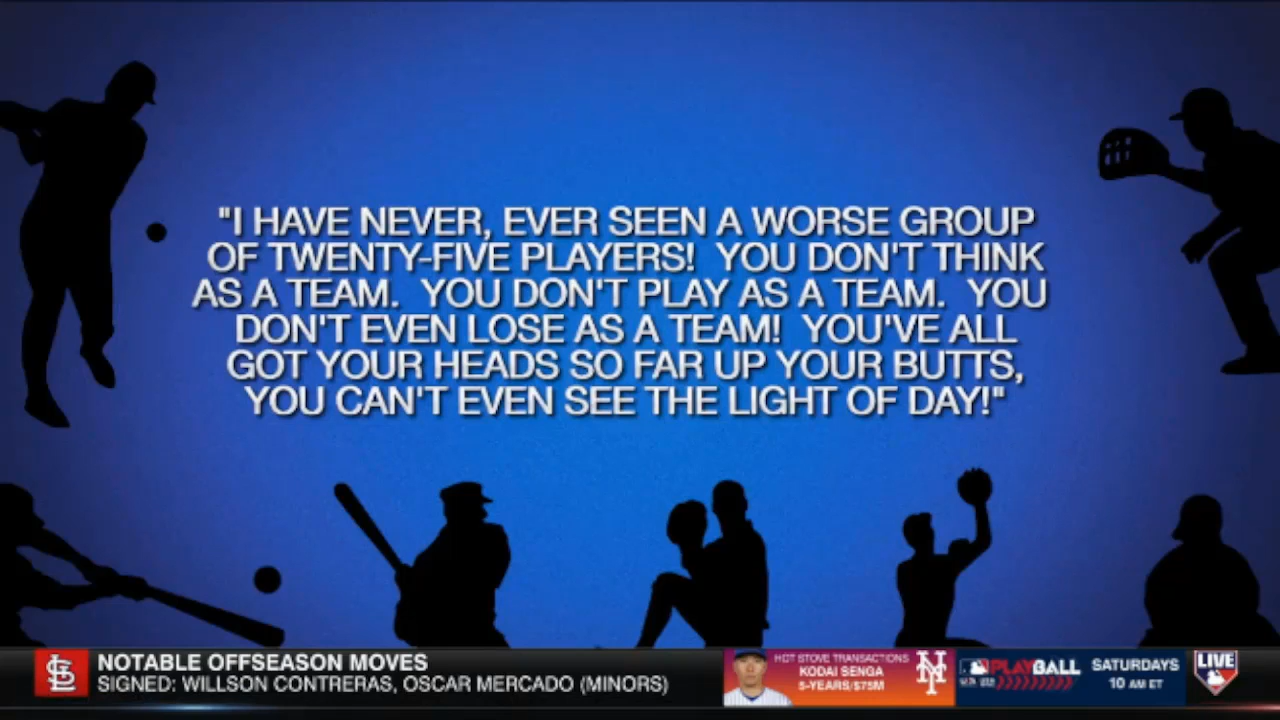 "I HAVE NEVER, EVER SEEN A WORSE GROUP
OF TWENTY-FIVE PLAYERS!  YOU DON'T THINK
AS A TEAM.  YOU DON'T PLAY AS A TEAM.  YOU
DON'T EVEN LOSE AS A TEAM!  YOU'VE ALL
GOT YOUR HEADS SO FAR UP YOUR BUTTS,
YOU CAN'T EVEN SEE THE LIGHT OF DAY!"
STL
NOTABLE OFFSEASON MOVES
SIGNED: WILLSON CONTRERAS, OSCAR MERCADO (MINORS)
HOT STOVE TRANSACTIONS
KODAI SENGA
5-YEARS/$75M
NY
PLAYBALL
SATURDAYS
10 AM ET
LIVE